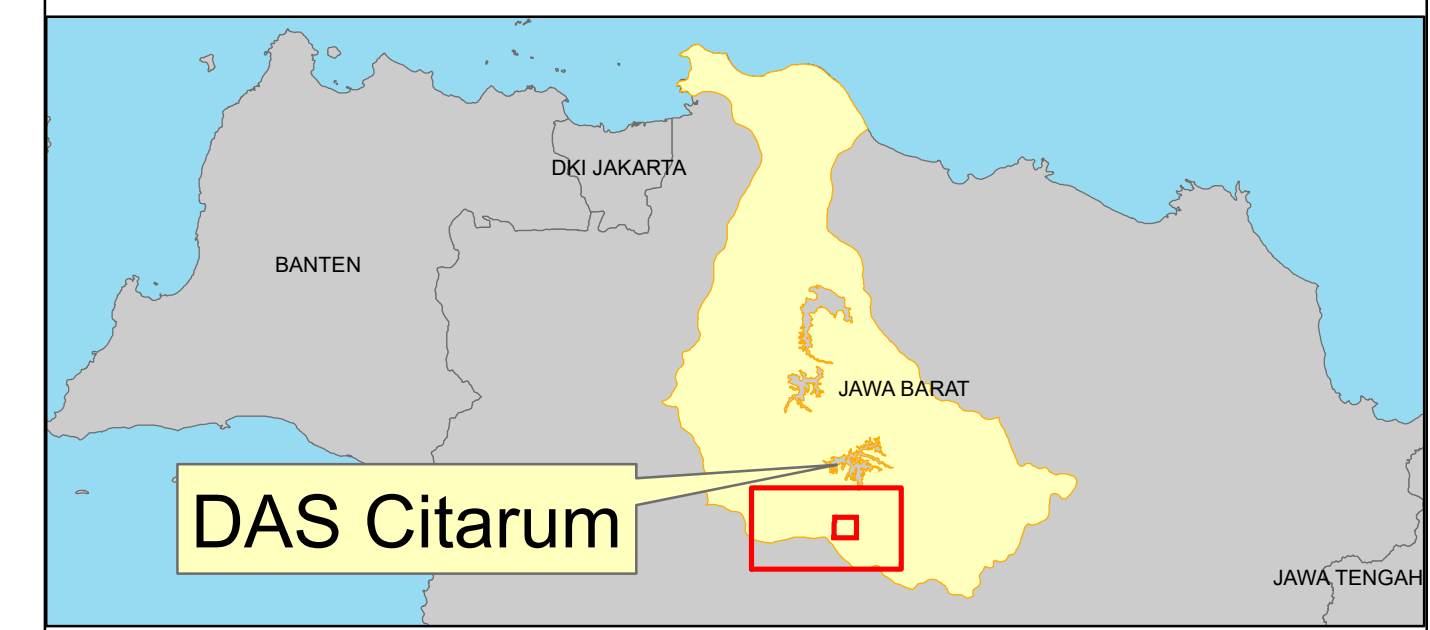 DKI JAKARTA
BANTEN
JAWA BARAT
DAS Citarum
JAWA TENGAH